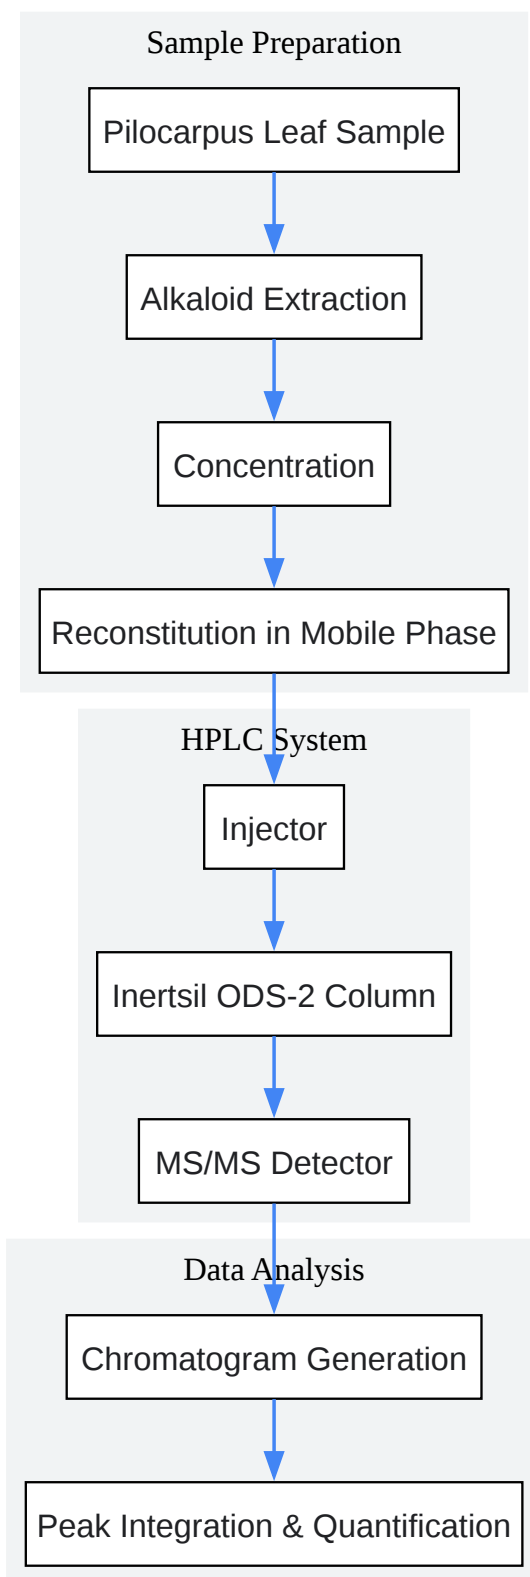 Sample Preparation
Pilocarpus Leaf Sample
Alkaloid Extraction
Concentration
Reconstitution in Mobile Phase
HPLC System
Injector
Inertsil ODS-2 Column
MS/MS Detector
Data Analysis
Chromatogram Generation
Peak Integration & Quantification